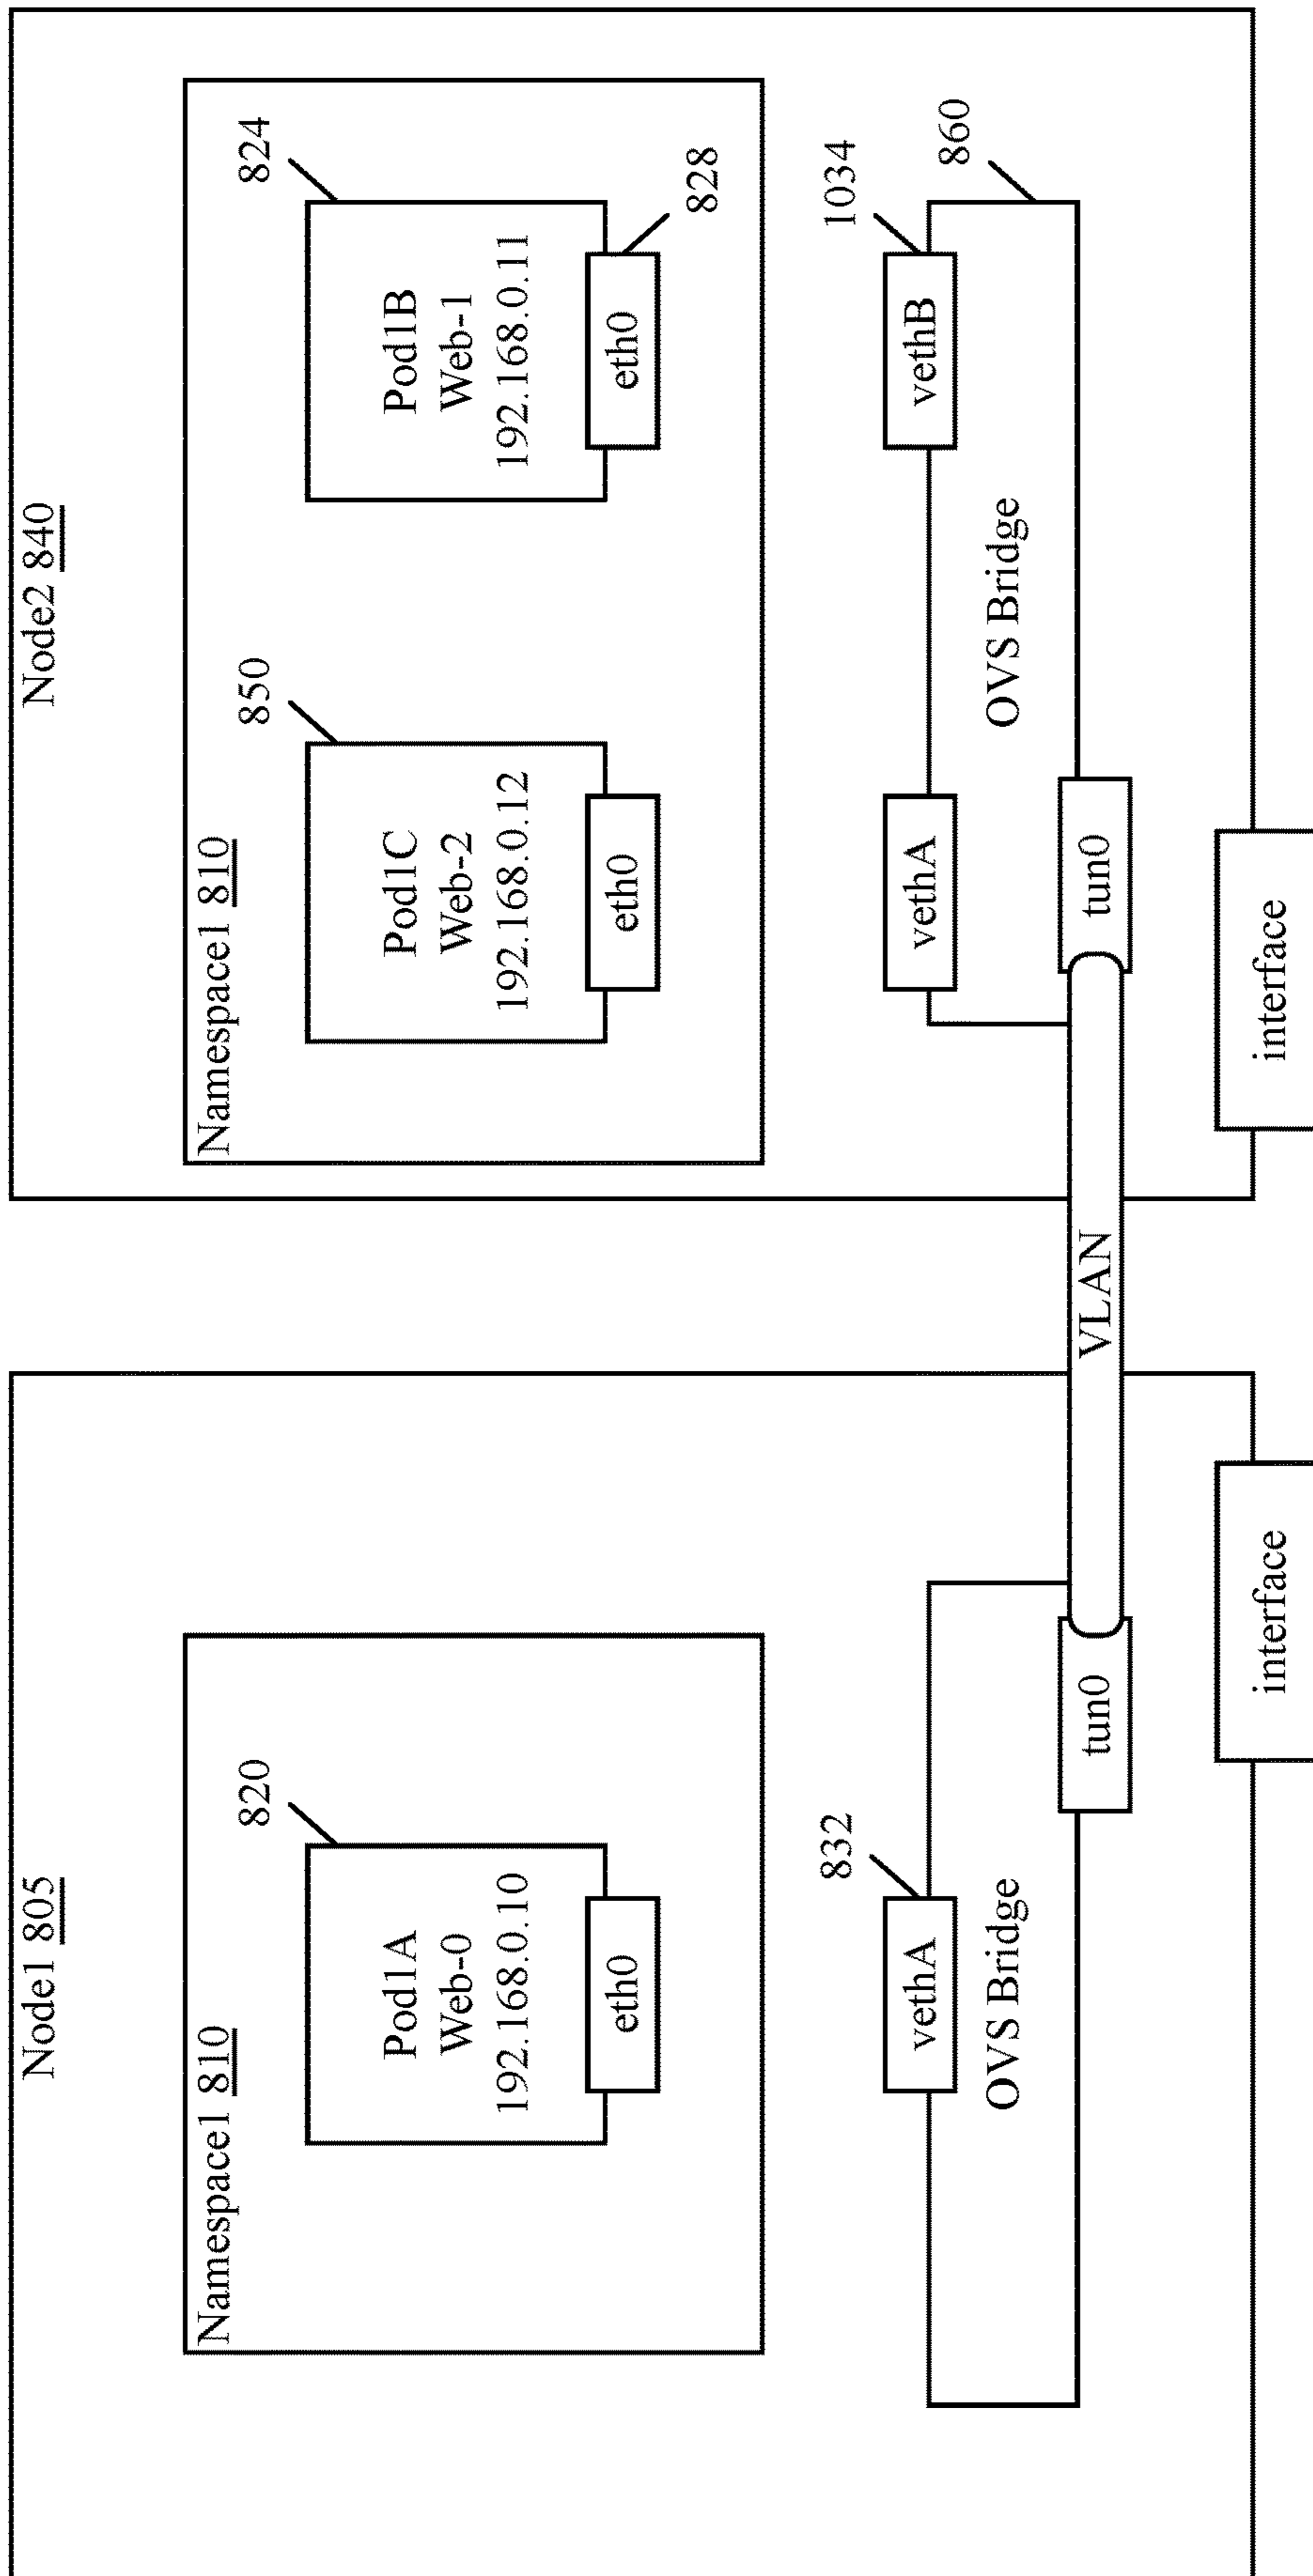 Node1 805
Namespace1 810
820
Pod1A
Web-0
192.168.0.10
eth0
832
vethA
OVS Bridge
tun0
interface
VLAN
Node2 840
Namespace1 810
850
Pod1C
Web-2
192.168.0.12
eth0
824
Pod1B
Web-1
192.168.0.11
eth0
828
vethA
vethB
1034
860
OVS Bridge
tun0
interface